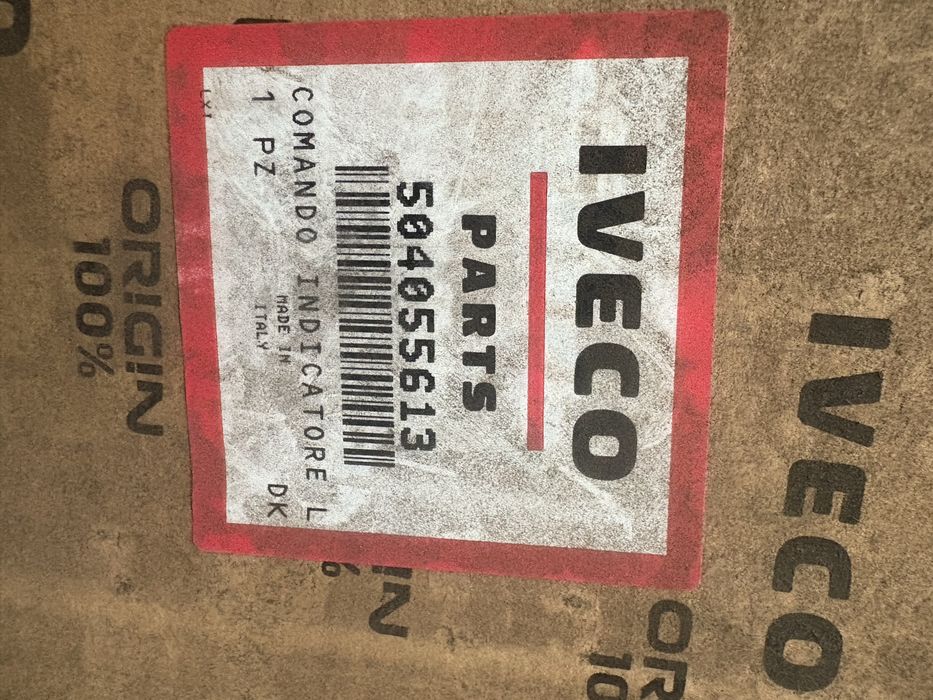 IVECO
PARTS
504055613
COMANDO INDICATORE L
1 PZ
MADE IN
ITALY
DK
IVECO
ORIGIN
100%